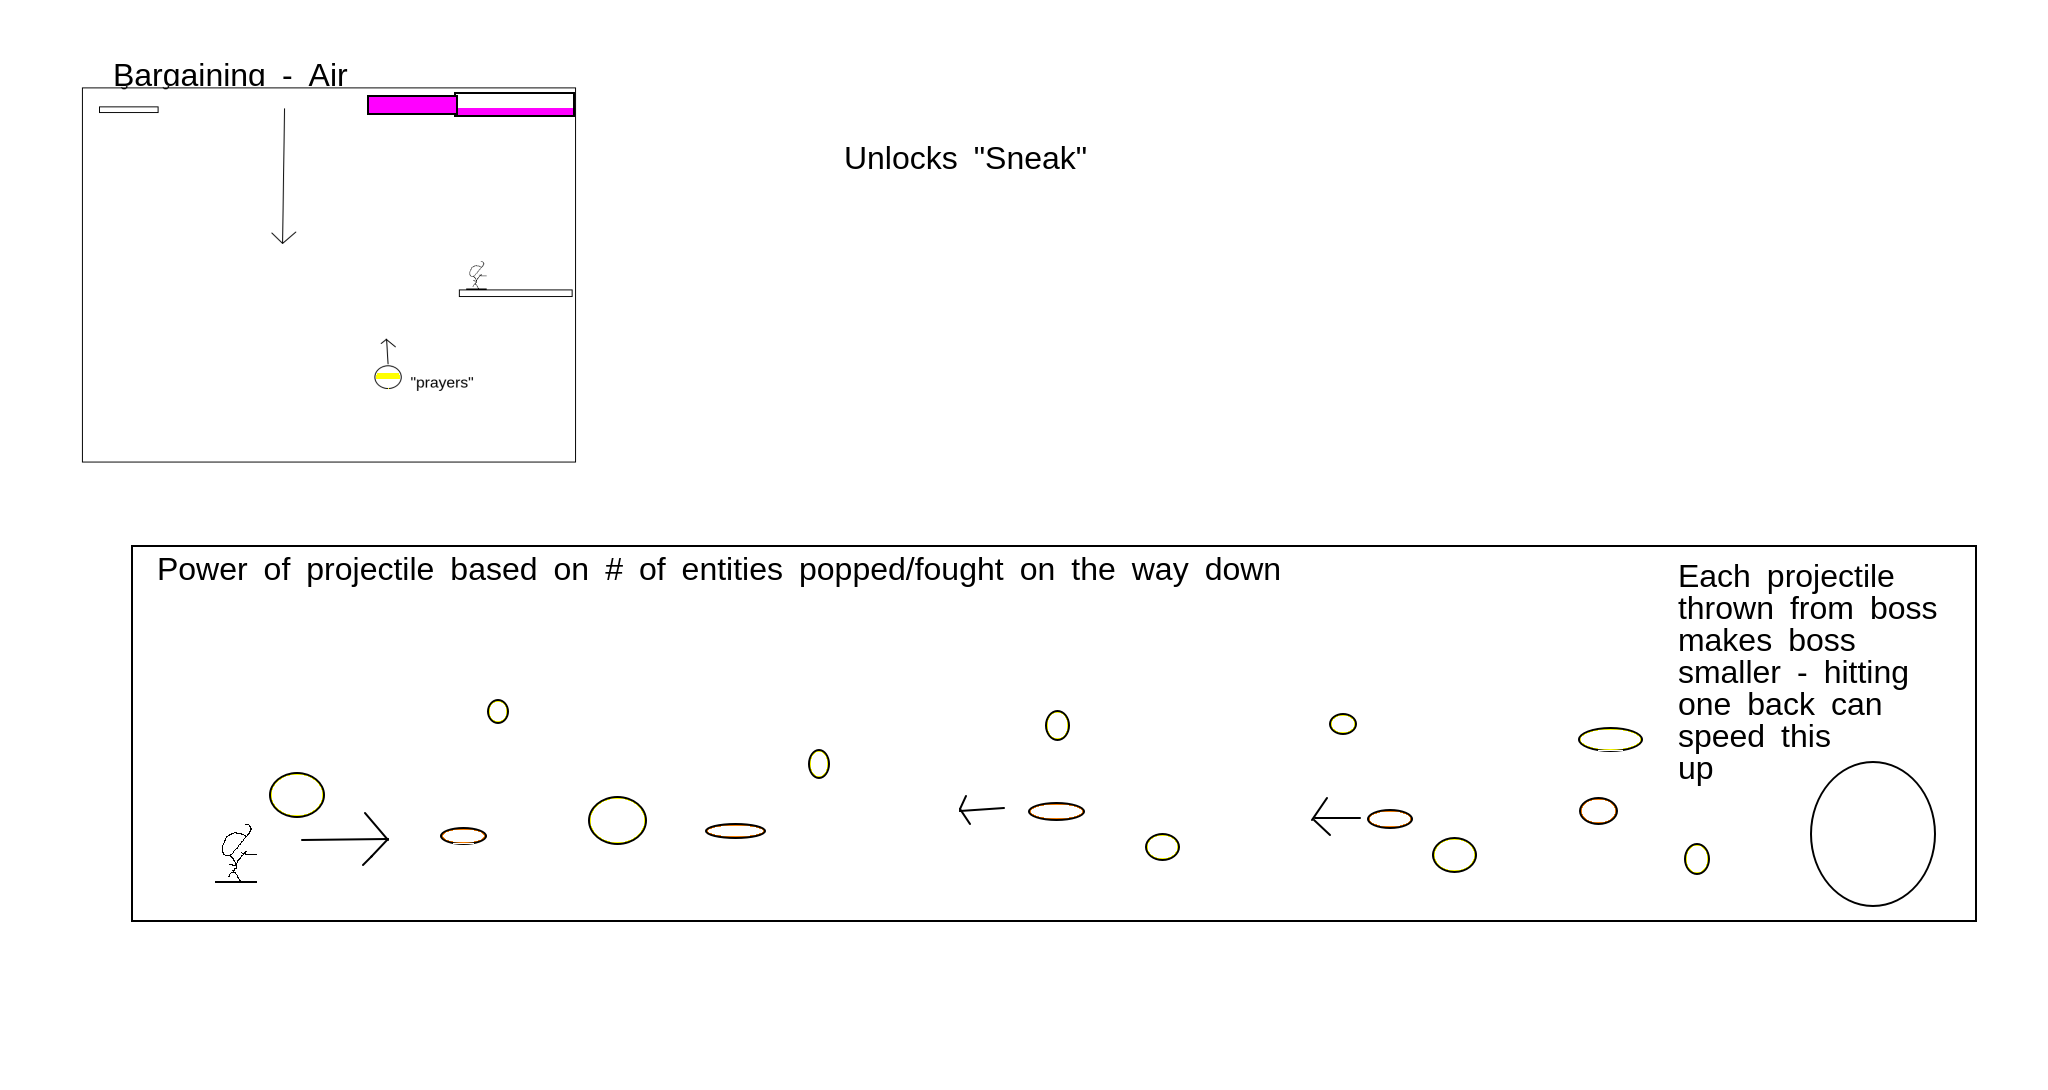 Bargaining - Air
Unlocks "Sneak"
"prayers"
Power of projectile based on # of entities popped/fought on the way down
Each projectile
thrown from boss
makes boss
smaller - hitting
one back can
speed this
up